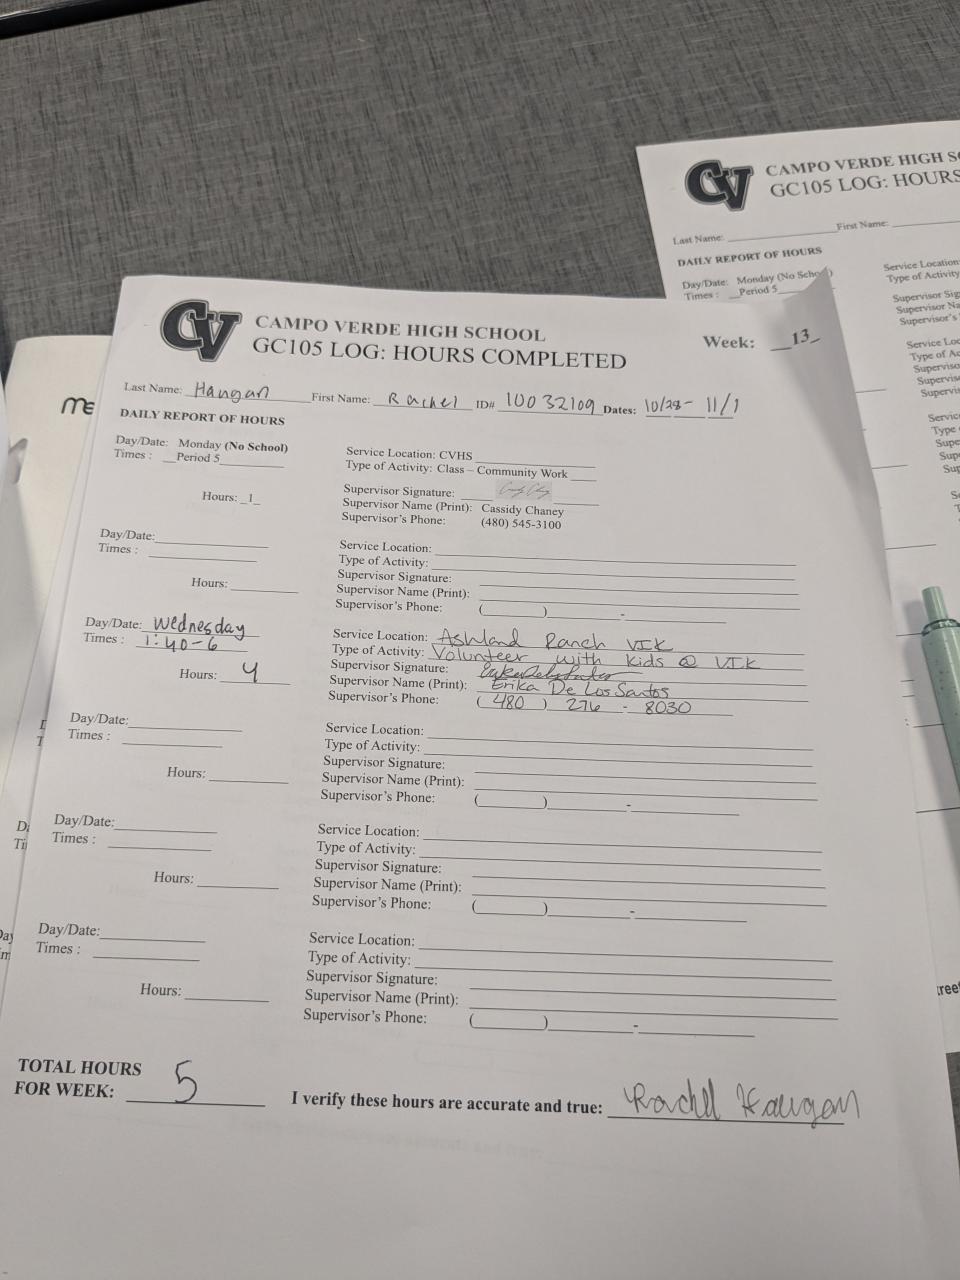 CV
CAMPO VERDE HIGH SCHOOL
GC105 LOG: HOURS COMPLETED
Week: 13
Last Name: Haugan First Name: Rachel ID# 10032109 Dates: 10/28- 11/1
DAILY REPORT OF HOURS
Day/Date: Monday (No School)
Times : Period 5
Hours: 1
Service Location: CVHS
Type of Activity: Class – Community Work
Supervisor Signature:
Supervisor Name (Print): Cassidy Chaney
Supervisor's Phone: (480) 545-3100
Day/Date:
Times :
Hours:
Service Location:
Type of Activity:
Supervisor Signature:
Supervisor Name (Print):
Supervisor's Phone: ( ) -
Day/Date: Wednesday
Times : 1:40-6
Hours: 4
Service Location: Ashland Ranch VIK
Type of Activity: Volunteer with kids @ VIK
Supervisor Signature:
Supervisor Name (Print): Erika De Los Santos
Supervisor's Phone: (480) 276 - 8030
Day/Date:
Times :
Hours:
Service Location:
Type of Activity:
Supervisor Signature:
Supervisor Name (Print):
Supervisor's Phone: ( ) -
Day/Date:
Times :
Hours:
Service Location:
Type of Activity:
Supervisor Signature:
Supervisor Name (Print):
Supervisor's Phone: ( ) -
Day/Date:
Times :
Hours:
Service Location:
Type of Activity:
Supervisor Signature:
Supervisor Name (Print):
Supervisor's Phone: ( ) -
TOTAL HOURS
FOR WEEK: 5
I verify these hours are accurate and true: Rachel Haugan
CV
CAMPO VERDE HIGH
GC105 LOG: HOURS
Last Name: First Name:
DAILY REPORT OF HOURS
Day/Date: Monday (No School)
Times : Period 5
Service Location:
Type of Activity